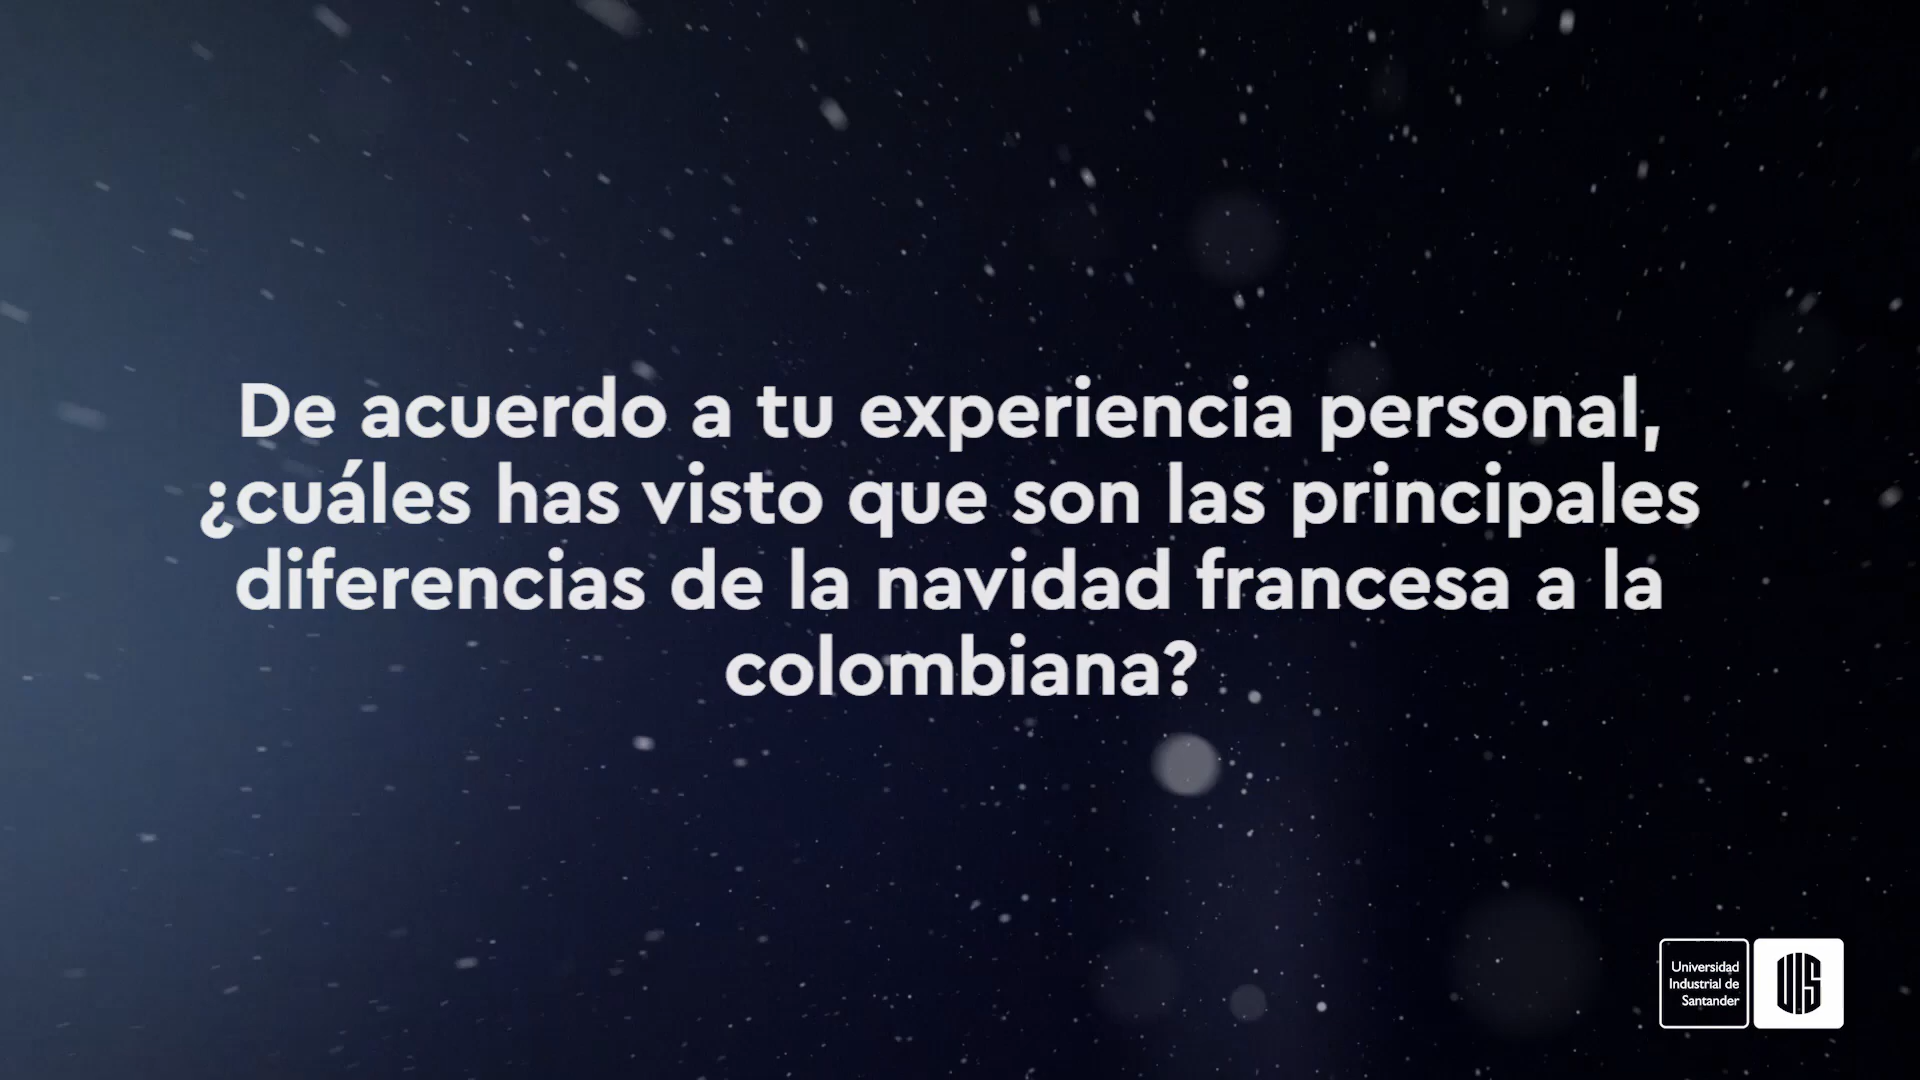 De acuerdo a tu experiencia personal,
¿cuáles has visto que son las principales
diferencias de la navidad francesa a la
colombiana?
Universidad
Industrial de
Santander
UIS